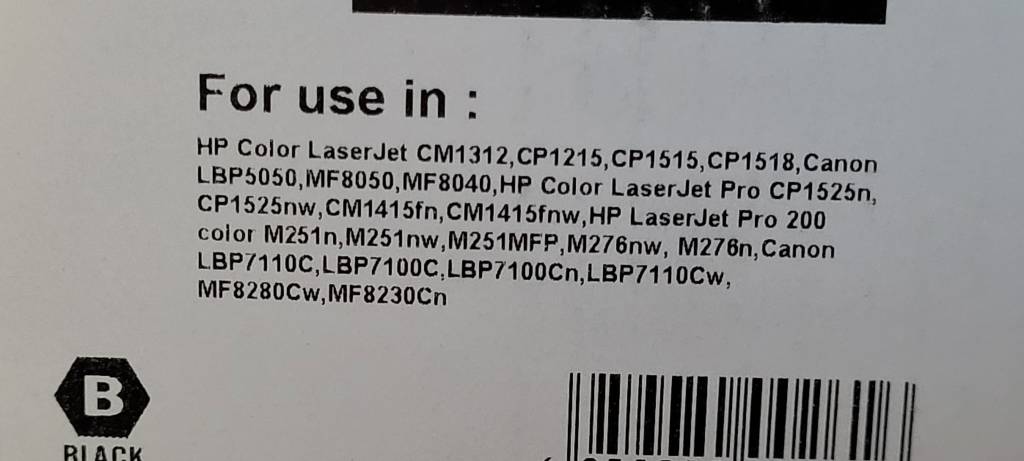 For use in :
HP Color LaserJet CM1312,CP1215,CP1515,CP1518,Canon
LBP5050,MF8050,MF8040,HP Color LaserJet Pro CP1525n,
CP1525nw,CM1415fn,CM1415fnw,HP LaserJet Pro 200
color M251n,M251nw,M251MFP,M276nw, M276n,Canon
LBP7110C,LBP7100C,LBP7100Cn,LBP7110Cw,
MF8280Cw,MF8230Cn
B
BLACK